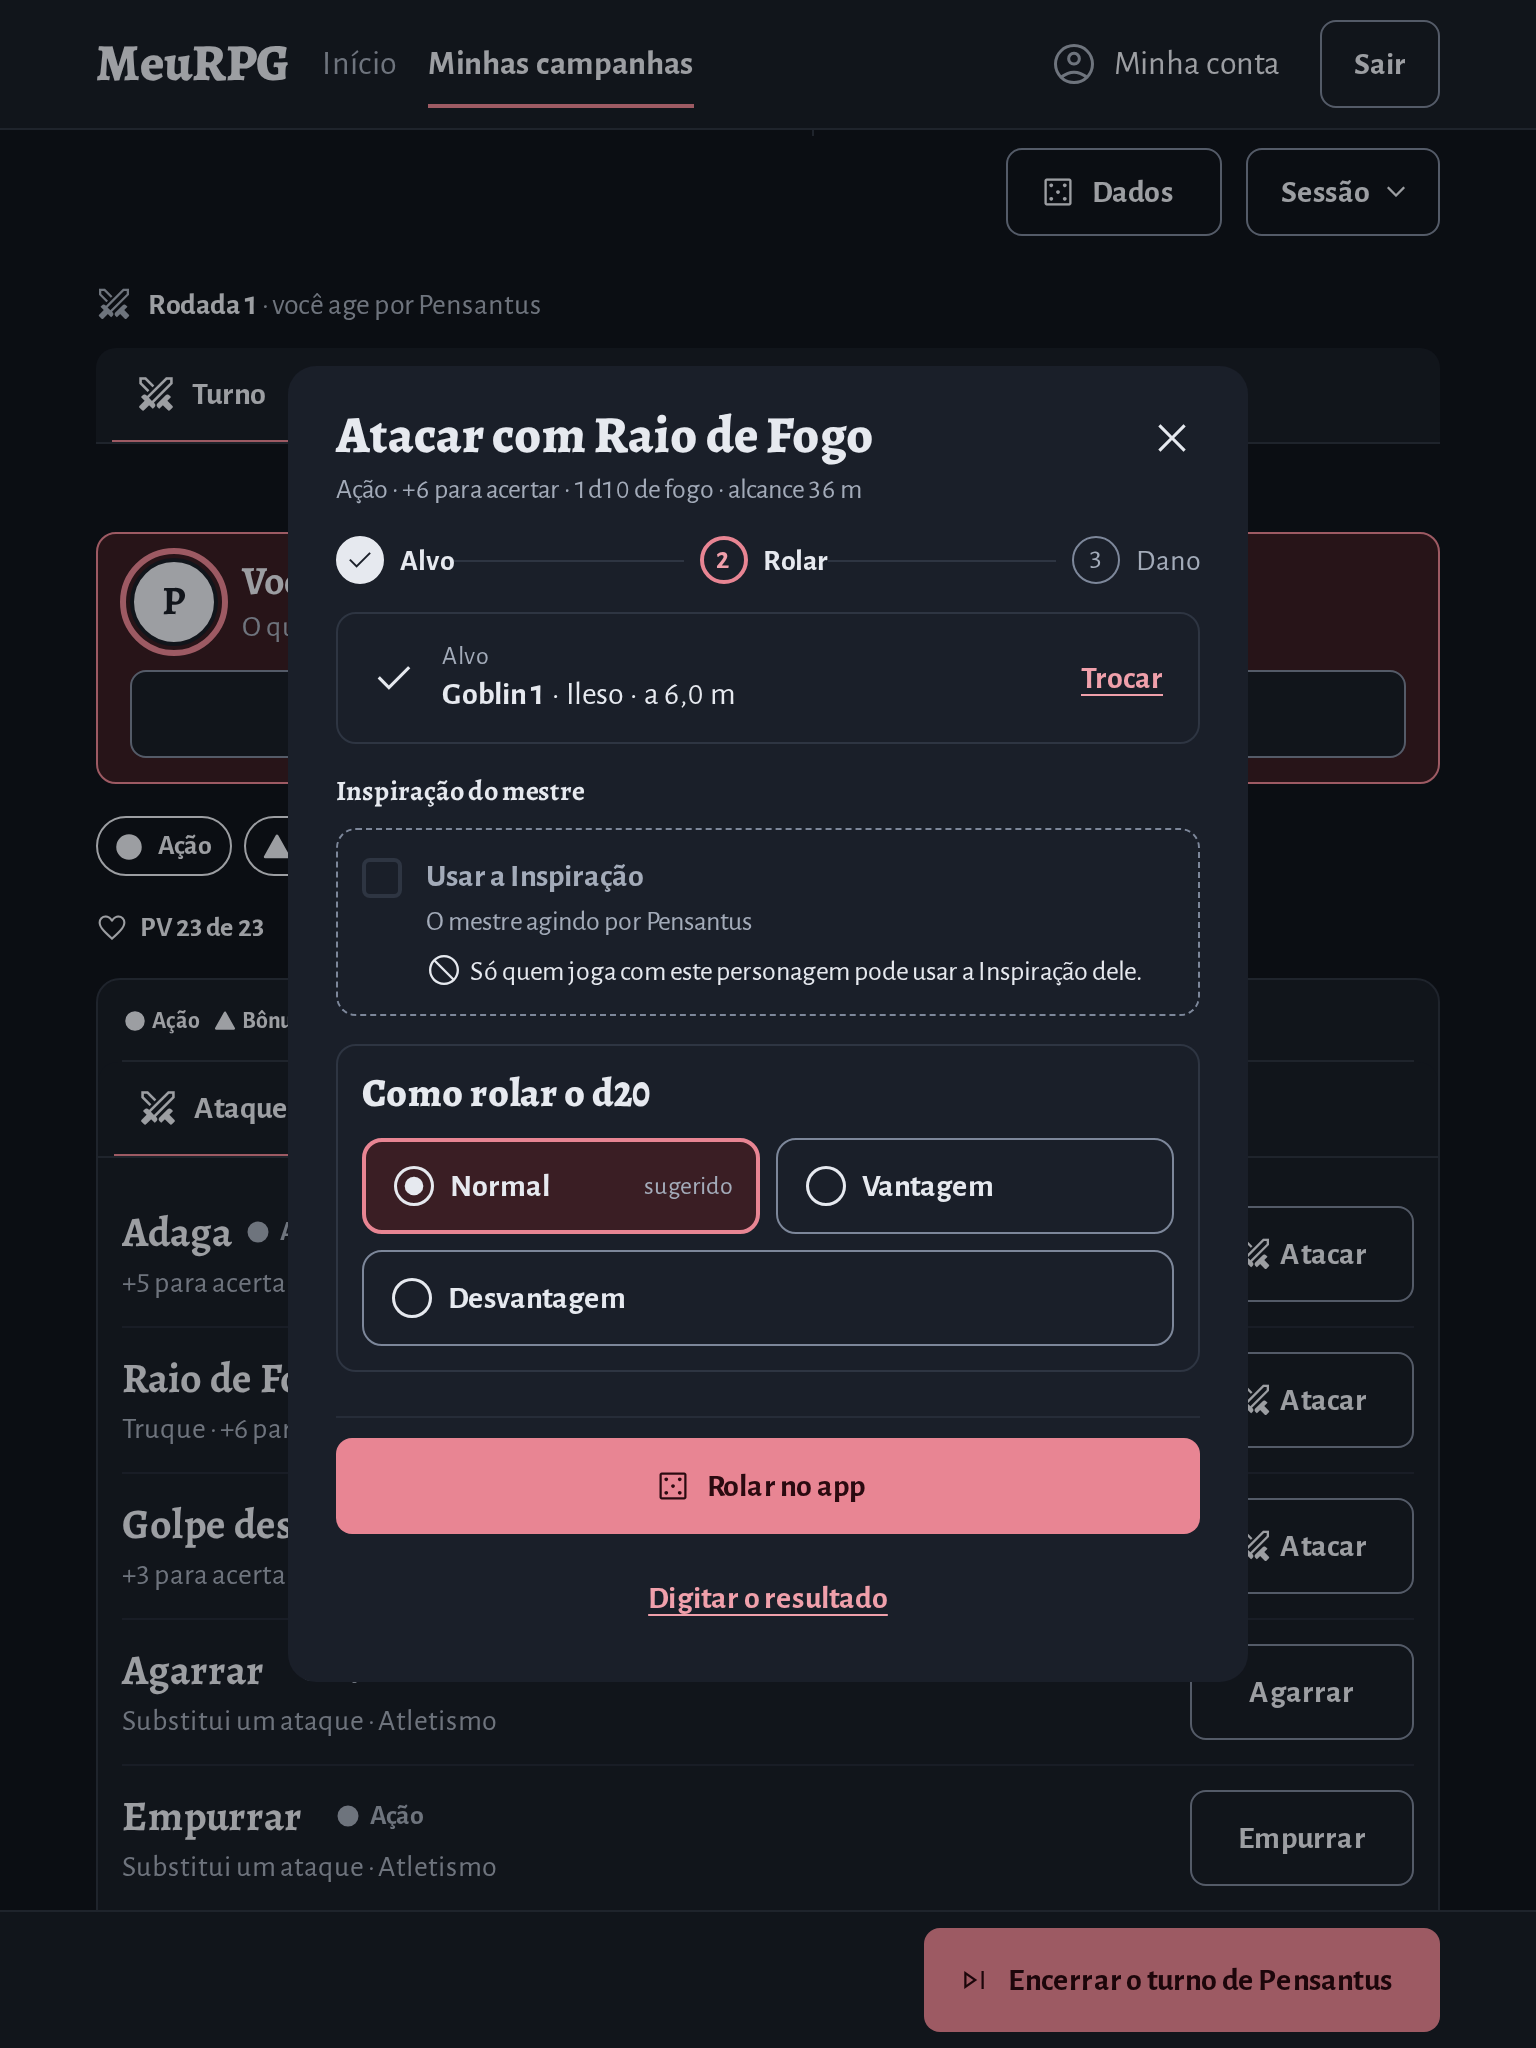 MeuRPG Início Minhas campanhas Minha conta Sair
Dados Sessão
Rodada 1 · você age por Pensantus
Turno
Atacar com Raio de Fogo
Ação · +6 para acertar · 1d10 de fogo · alcance 36 m
Alvo 2 Rolar 3 Dano
P
Alvo
Goblin 1 · Ileso · a 6,0 m
Trocar
Inspiração do mestre
Usar a Inspiração
O mestre agindo por Pensantus
Só quem joga com este personagem pode usar a Inspiração dele.
Ação
PV 23 de 23
Ação
Como rolar o d20
Normal sugerido
Vantagem
Desvantagem
Rolar no app
Digitar o resultado
Ataque
Adaga
+5 para acerta
Atacar
Raio de
Truque · +6
Atacar
Golpe
+3 para acerta
Atacar
Agarrar
Substitui um ataque · Atletismo
Agarrar
Empurrar Ação
Substitui um ataque · Atletismo
Empurrar
Encerrar o turno de Pensantus